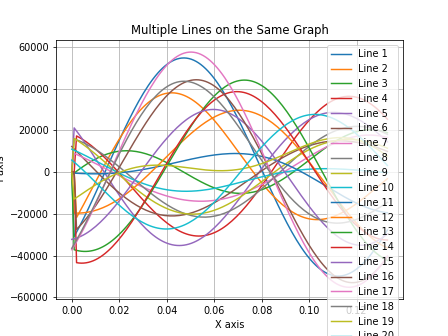 Multiple Lines on the Same Graph
60000
40000
20000
0
−20000
−40000
−60000
0.00
0.02
0.04
0.06
0.08
0.10
X axis
Line 1
Line 2
Line 3
Line 4
Line 5
Line 6
Line 7
Line 8
Line 9
Line 10
Line 11
Line 12
Line 13
Line 14
Line 15
Line 16
Line 17
Line 18
Line 19
Line 20